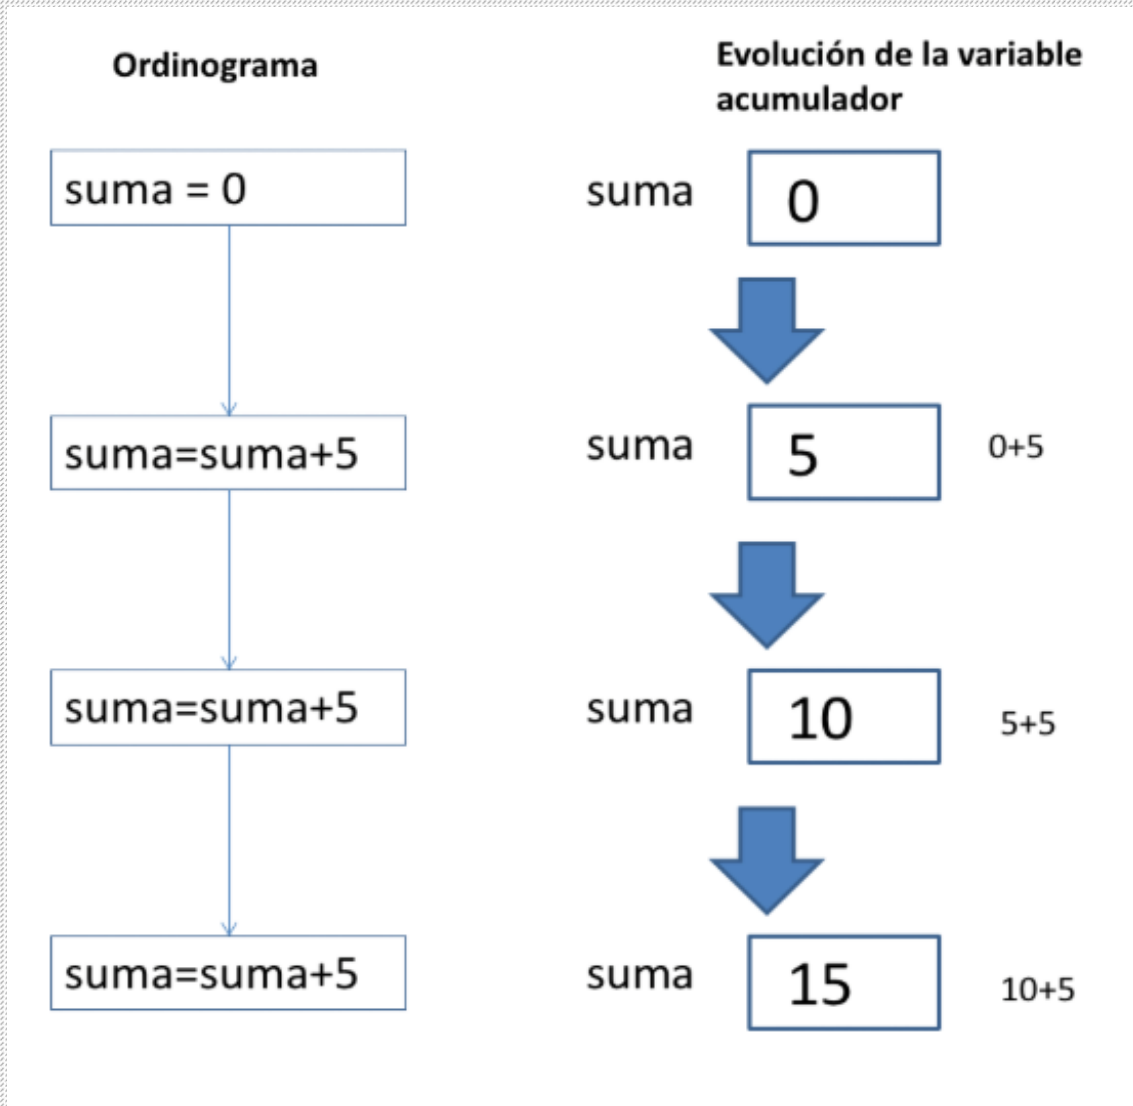 Ordinograma
Evolución de la variable
acumulador
suma = 0
suma
0
suma=suma+5
suma
5
0+5
suma=suma+5
suma
10
5+5
suma=suma+5
suma
15
10+5